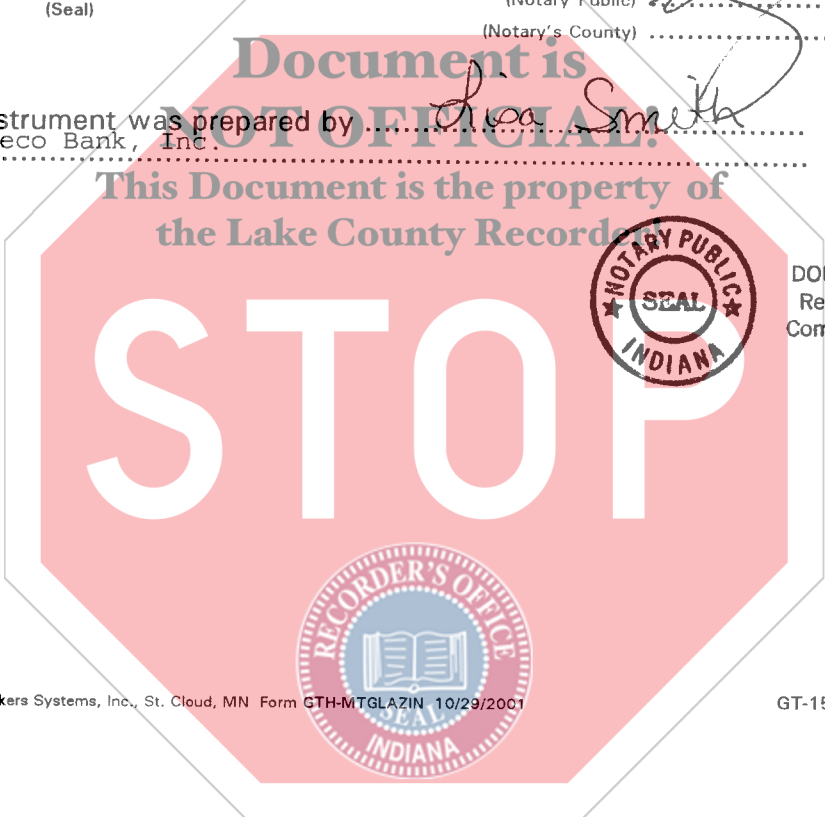 (Notary Public)
(Seal)
(Notary's County)
Document is
NOT OFFICIAL!
strument was prepared by Lisa Smith
eco Bank, Inc.
This Document is the property of
the Lake County Recorder!
NOTARY PUBLIC
SEAL
INDIANA
DO
Re
Com
STOP
RECORDER'S OFFICE
SEAL
INDIANA
kers Systems, Inc., St. Cloud, MN Form GTH-MTGLAZIN 10/29/2001
GT-15